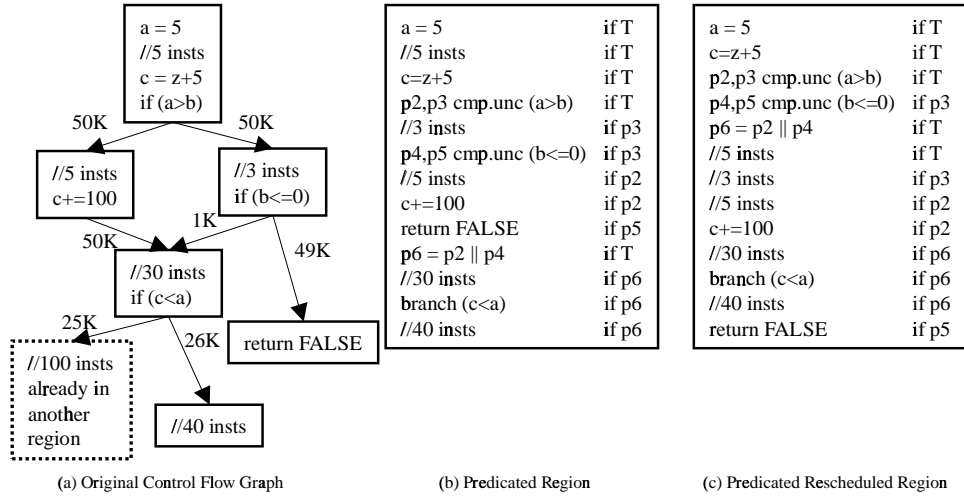 a = 5
//5 insts
c = z+5
if (a>b)
50K
50K
//5 insts
c+=100
//3 insts
if (b<=0)
50K
1K
49K
//30 insts
if (c<a)
25K
26K
return FALSE
//100 insts
already in
another
region
//40 insts
(a) Original Control Flow Graph
a = 5 if T
//5 insts if T
c=z+5 if T
p2,p3 cmp.unc (a>b) if T
//3 insts if p3
p4,p5 cmp.unc (b<=0) if p3
//5 insts if p2
c+=100 if p2
return FALSE if p5
p6 = p2 || p4 if T
//30 insts if p6
branch (c<a) if p6
//40 insts if p6
(b) Predicated Region
a = 5 if T
c=z+5 if T
p2,p3 cmp.unc (a>b) if T
p4,p5 cmp.unc (b<=0) if p3
p6 = p2 || p4 if T
//5 insts if T
//3 insts if p3
//5 insts if p2
c+=100 if p2
//30 insts if p6
branch (c<a) if p6
//40 insts if p6
return FALSE if p5
(c) Predicated Rescheduled Region